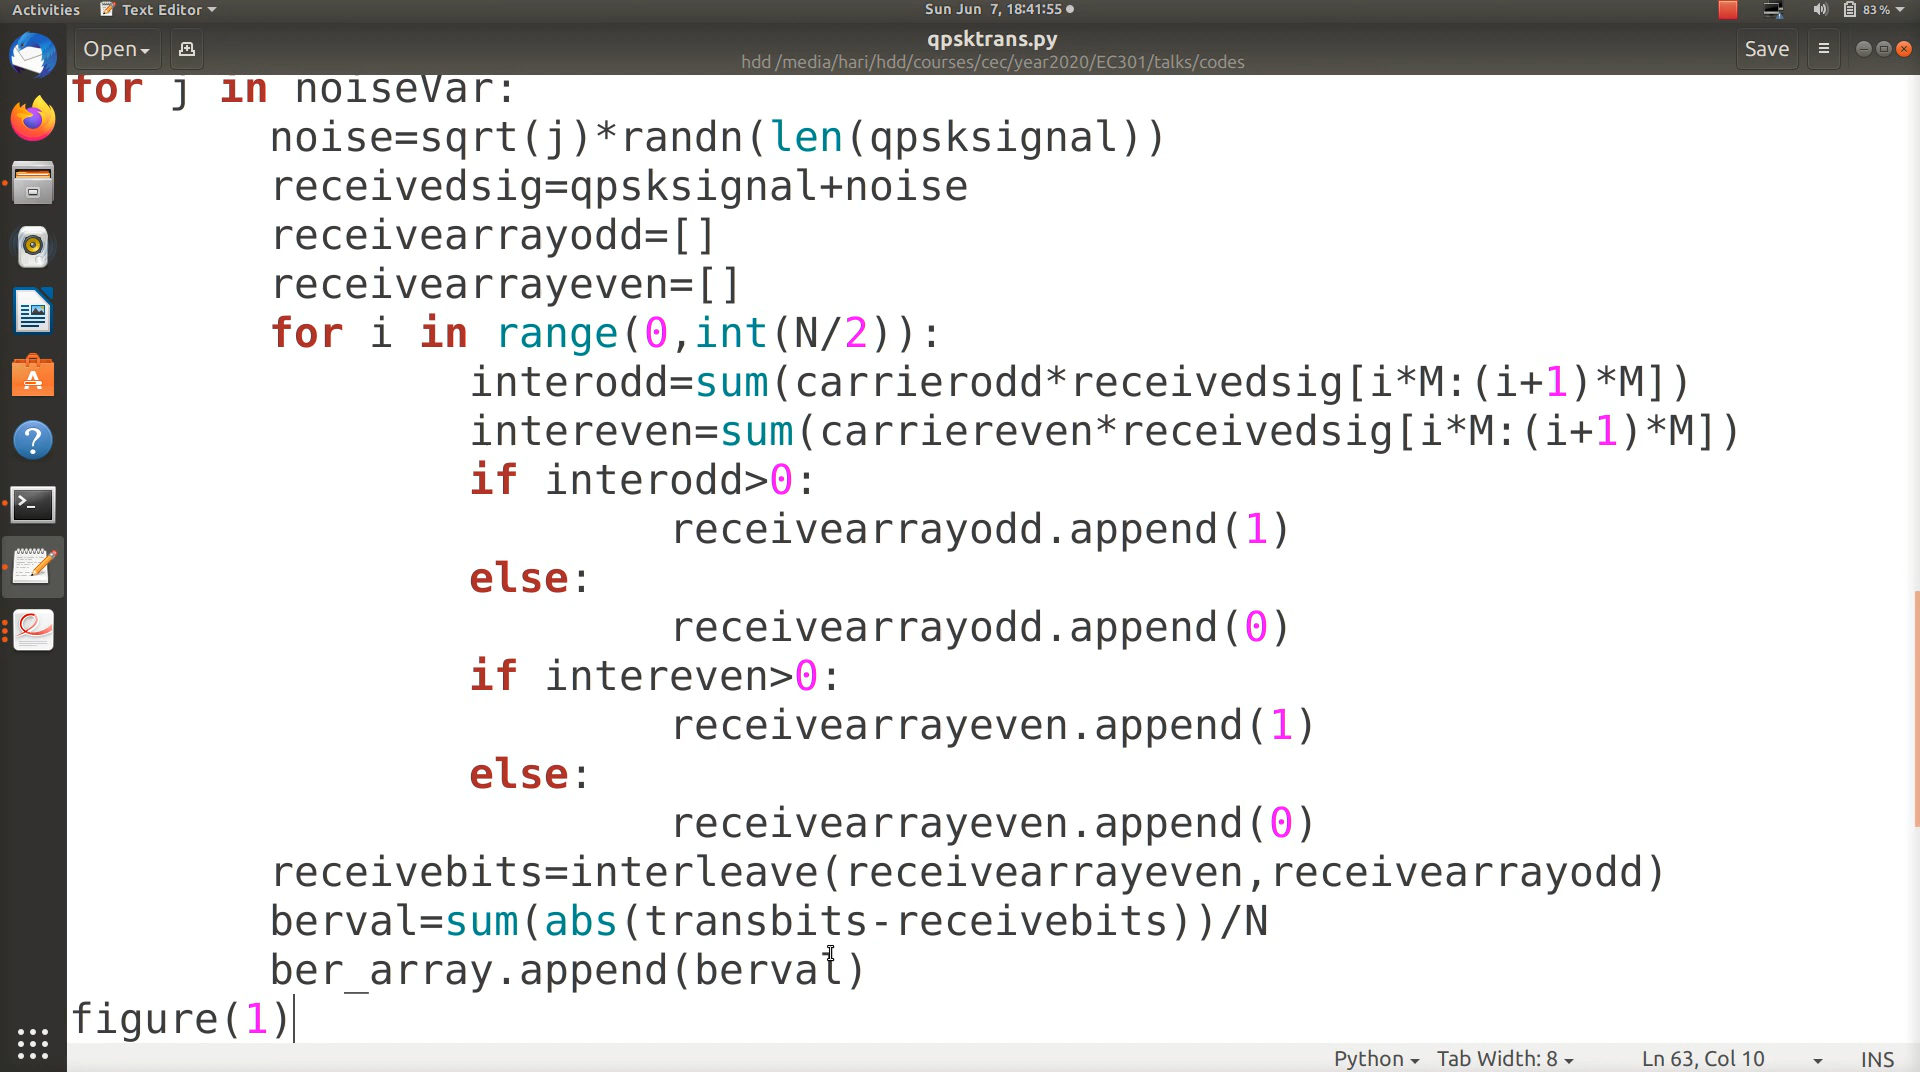 Activities Text Editor Sun Jun 7, 18:41:55 83%
Open qpsktrans.py Save
hdd /media/hari/hdd/courses/cec/year2020/EC301/talks/codes
for j in noiseVar:
noise=sqrt(j)*randn(len(qpsksignal))
receivedsig=qpsksignal+noise
receivearrayodd=[]
receivearrayeven=[]
for i in range(0,int(N/2)):
interodd=sum(carrierodd*receivedsig[i*M:(i+1)*M])
intereven=sum(carriereven*receivedsig[i*M:(i+1)*M])
if interodd>0:
receivearrayodd.append(1)
else:
receivearrayodd.append(0)
if intereven>0:
receivearrayeven.append(1)
else:
receivearrayeven.append(0)
receivebits=interleave(receivearrayeven,receivearrayodd)
berval=sum(abs(transbits-receivebits))/N
ber_array.append(berval)
figure(1)
Python Tab Width: 8 Ln 63, Col 10 INS